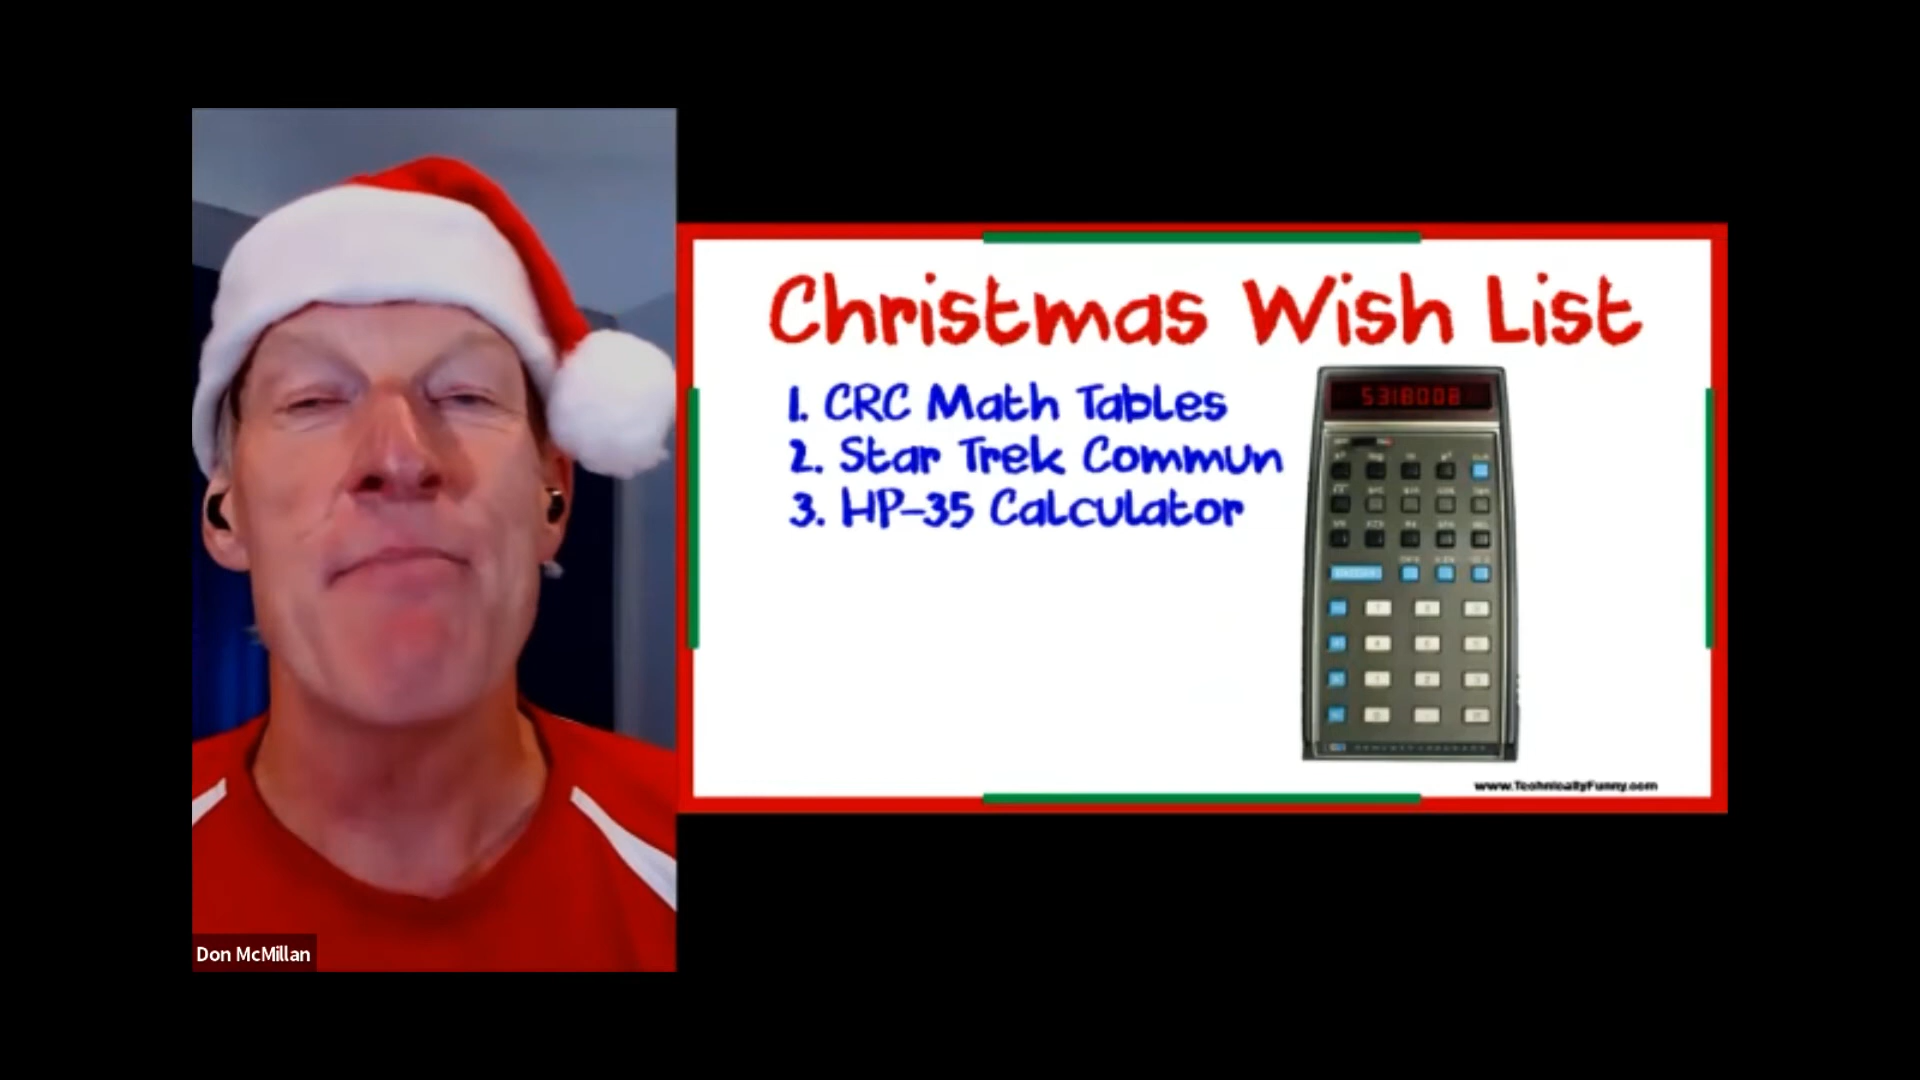 Christmas Wish List
1. CRC Math Tables
2. Star Trek Commun
3. HP-35 Calculator
5318008
www.TechnicallyFunny.com
Don McMillan